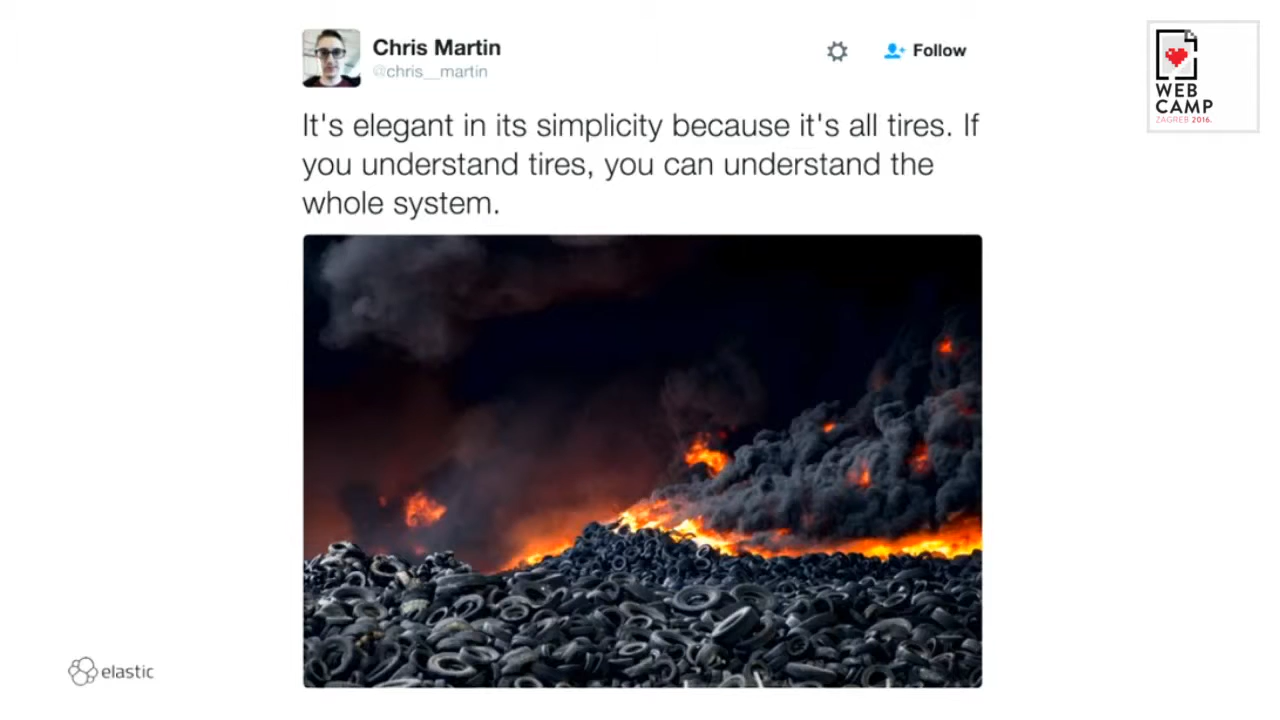 Chris Martin
@chris__martin
Follow
It's elegant in its simplicity because it's all tires. If
you understand tires, you can understand the
whole system.
WEB
CAMP
ZAGREB 2016.
elastic